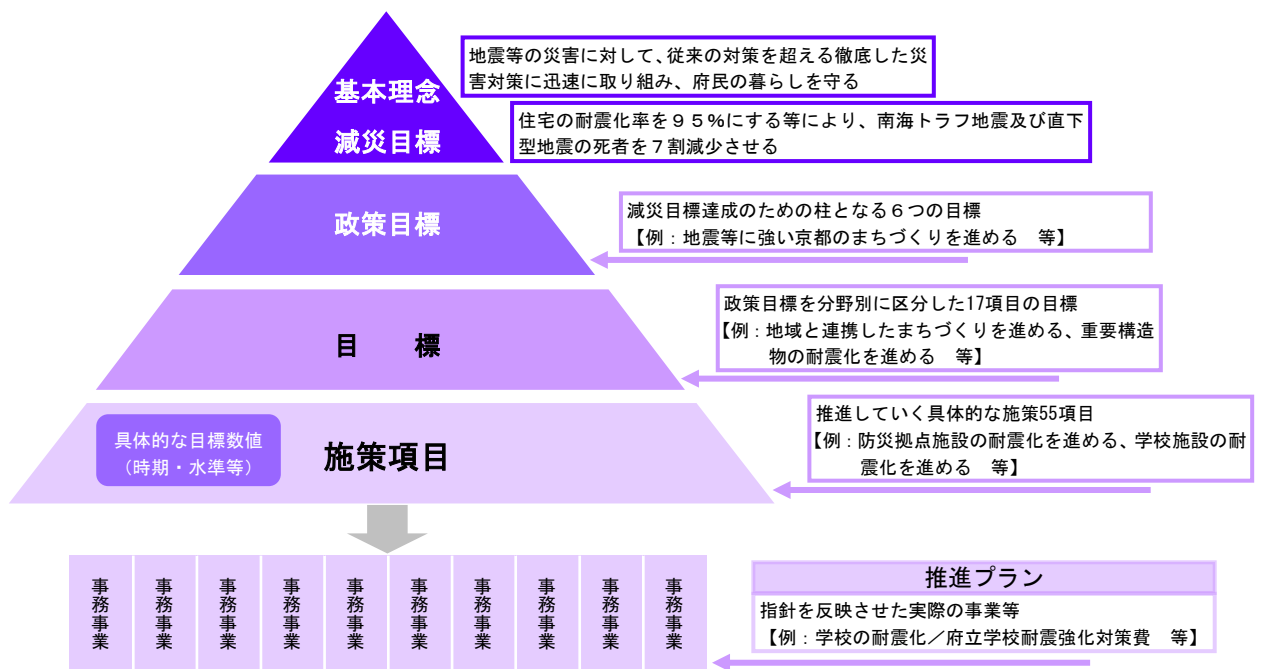 基本理念
減災目標
地震等の災害に対して、従来の対策を超える徹底した災
害対策に迅速に取り組み、府民の暮らしを守る
住宅の耐震化率を９５%にする等により、南海トラフ地震及び直下
型地震の死者を７割減少させる
政策目標
減災目標達成のための柱となる６つの目標
【例：地震等に強い京都のまちづくりを進める　等】
目　標
政策目標を分野別に区分した17項目の目標
【例：地域と連携したまちづくりを進める、重要構造
物の耐震化を進める　等】
具体的な目標数値
（時期・水準等）
施策項目
推進していく具体的な施策55項目
【例：防災拠点施設の耐震化を進める、学校施設の耐
震化を進める　等】
事務事業
事務事業
事務事業
事務事業
事務事業
事務事業
事務事業
事務事業
事務事業
事務事業
推進プラン
指針を反映させた実際の事業等
【例：学校の耐震化／府立学校耐震強化対策費　等】